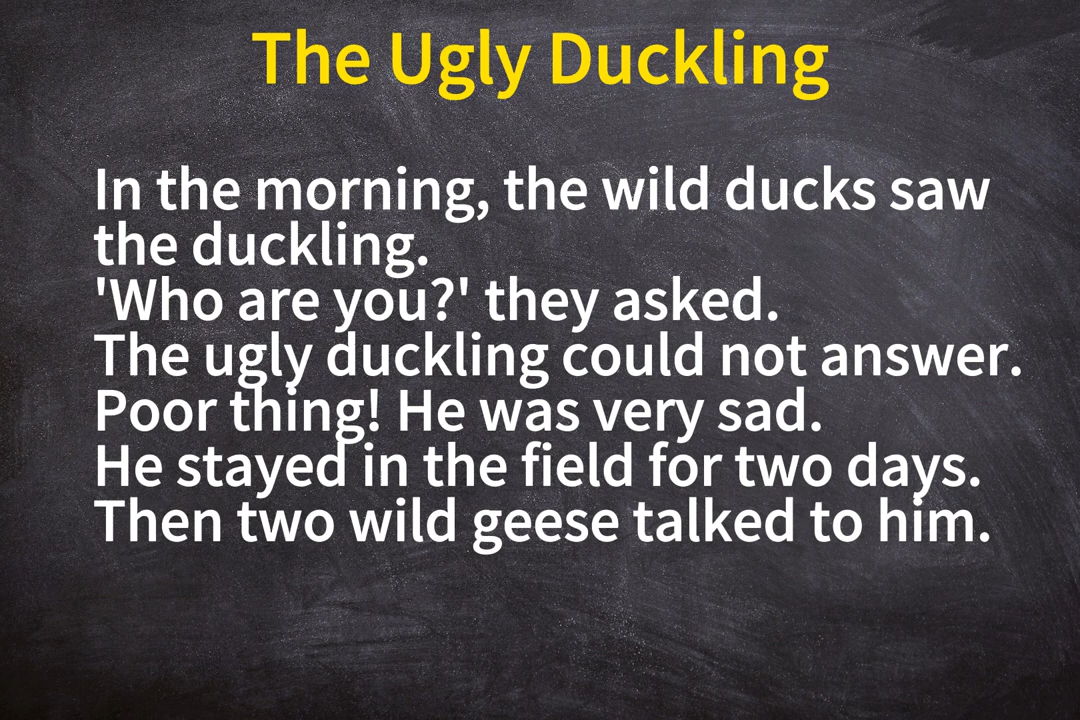 The Ugly Duckling
In the morning, the wild ducks saw
the duckling.
'Who are you?' they asked.
The ugly duckling could not answer.
Poor thing! He was very sad.
He stayed in the field for two days.
Then two wild geese talked to him.